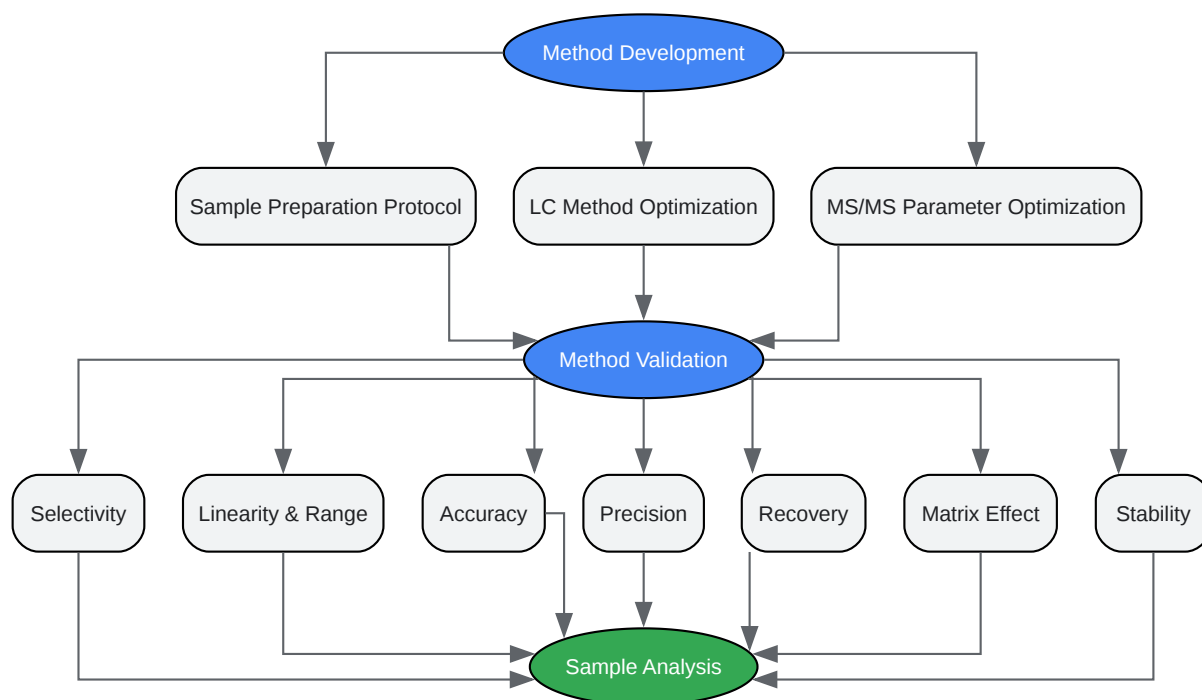 Method Development
Sample Preparation Protocol
LC Method Optimization
MS/MS Parameter Optimization
Method Validation
Selectivity
Linearity & Range
Accuracy
Precision
Recovery
Matrix Effect
Stability
Sample Analysis